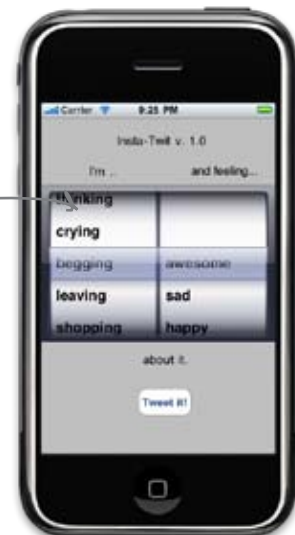 Carrier 9:25 PM
Insta-Twit v. 1.0
I'm ... and feeling...
thinking
crying
begging awesome
leaving sad
shopping happy
about it.
Tweet it!